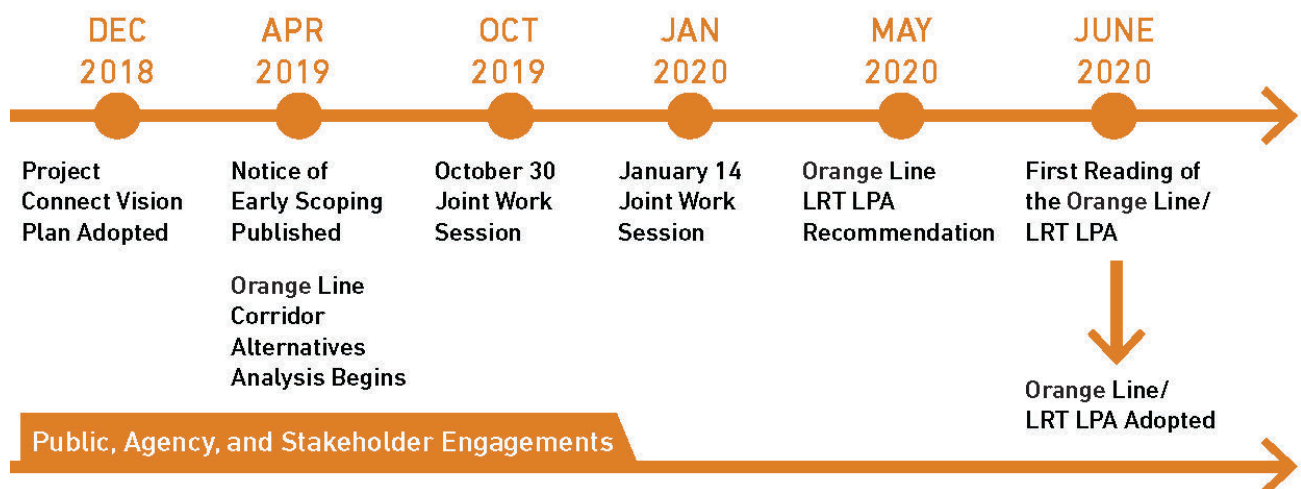 DEC
2018
APR
2019
OCT
2019
JAN
2020
MAY
2020
JUNE
2020
Project
Connect Vision
Plan Adopted
Notice of
Early Scoping
Published
Orange Line
Corridor
Alternatives
Analysis Begins
October 30
Joint Work
Session
January 14
Joint Work
Session
Orange Line
LRT LPA
Recommendation
First Reading of
the Orange Line/
LRT LPA
Orange Line/
LRT LPA Adopted
Public, Agency, and Stakeholder Engagements